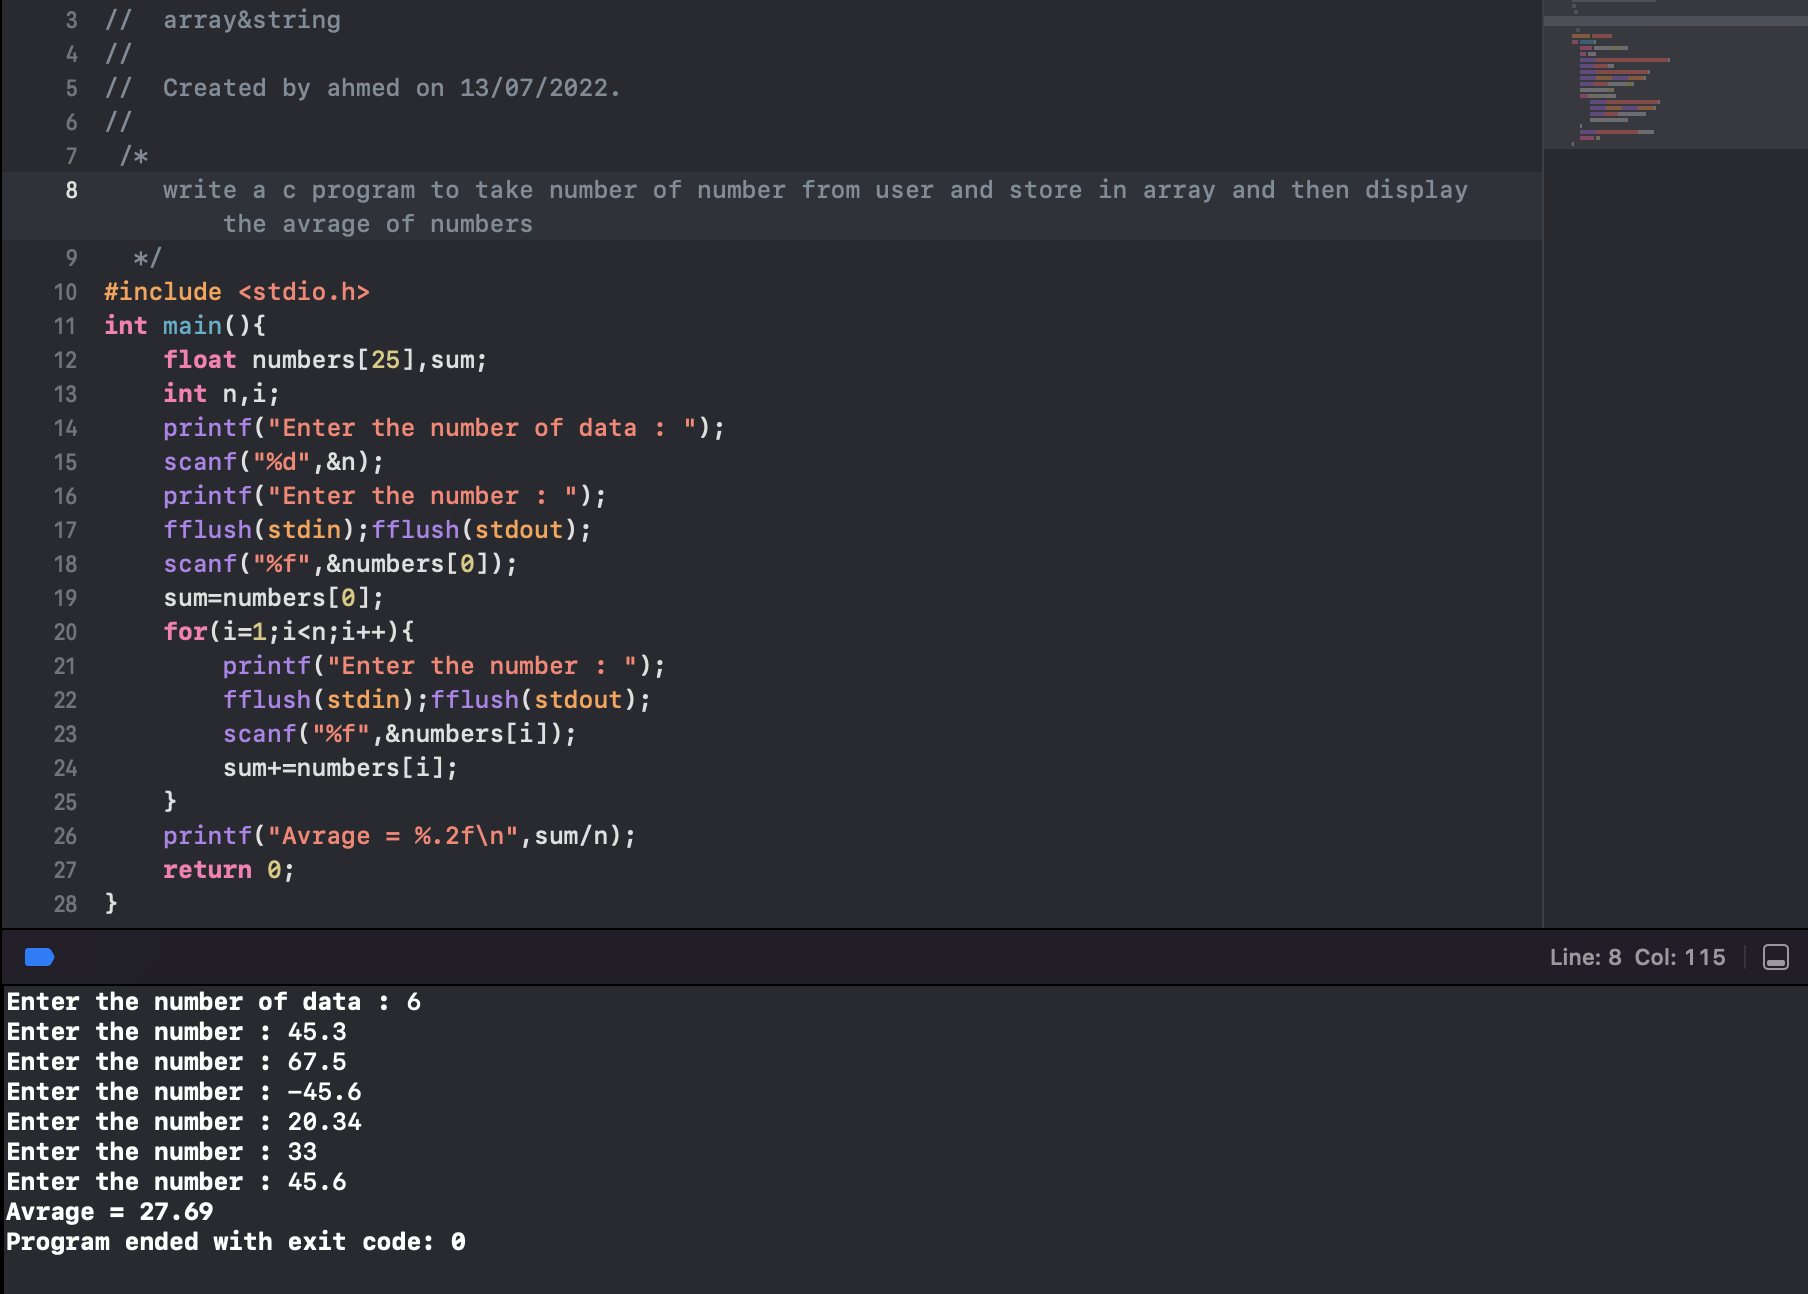 3 //  array&string
4 //
5 //  Created by ahmed on 13/07/2022.
6 //
7  /*
8     write a c program to take number of number from user and store in array and then display
        the avrage of numbers
9   */
10 #include <stdio.h>
11 int main(){
12     float numbers[25],sum;
13     int n,i;
14     printf("Enter the number of data : ");
15     scanf("%d",&n);
16     printf("Enter the number : ");
17     fflush(stdin);fflush(stdout);
18     scanf("%f",&numbers[0]);
19     sum=numbers[0];
20     for(i=1;i<n;i++){
21         printf("Enter the number : ");
22         fflush(stdin);fflush(stdout);
23         scanf("%f",&numbers[i]);
24         sum+=numbers[i];
25     }
26     printf("Avrage = %.2f\n",sum/n);
27     return 0;
28 }
Line: 8  Col: 115
Enter the number of data : 6
Enter the number : 45.3
Enter the number : 67.5
Enter the number : -45.6
Enter the number : 20.34
Enter the number : 33
Enter the number : 45.6
Avrage = 27.69
Program ended with exit code: 0